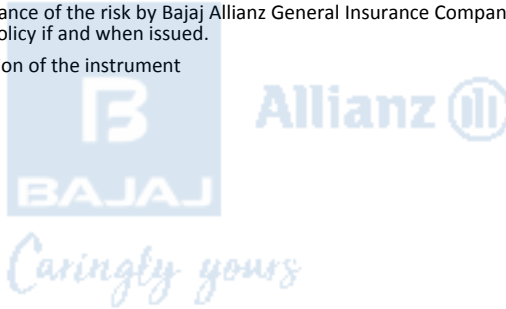 ance of the risk by Bajaj Allianz General Insurance Compan
olicy if and when issued.
on of the instrument
B Allianz
BAJAJ
Caringly yours